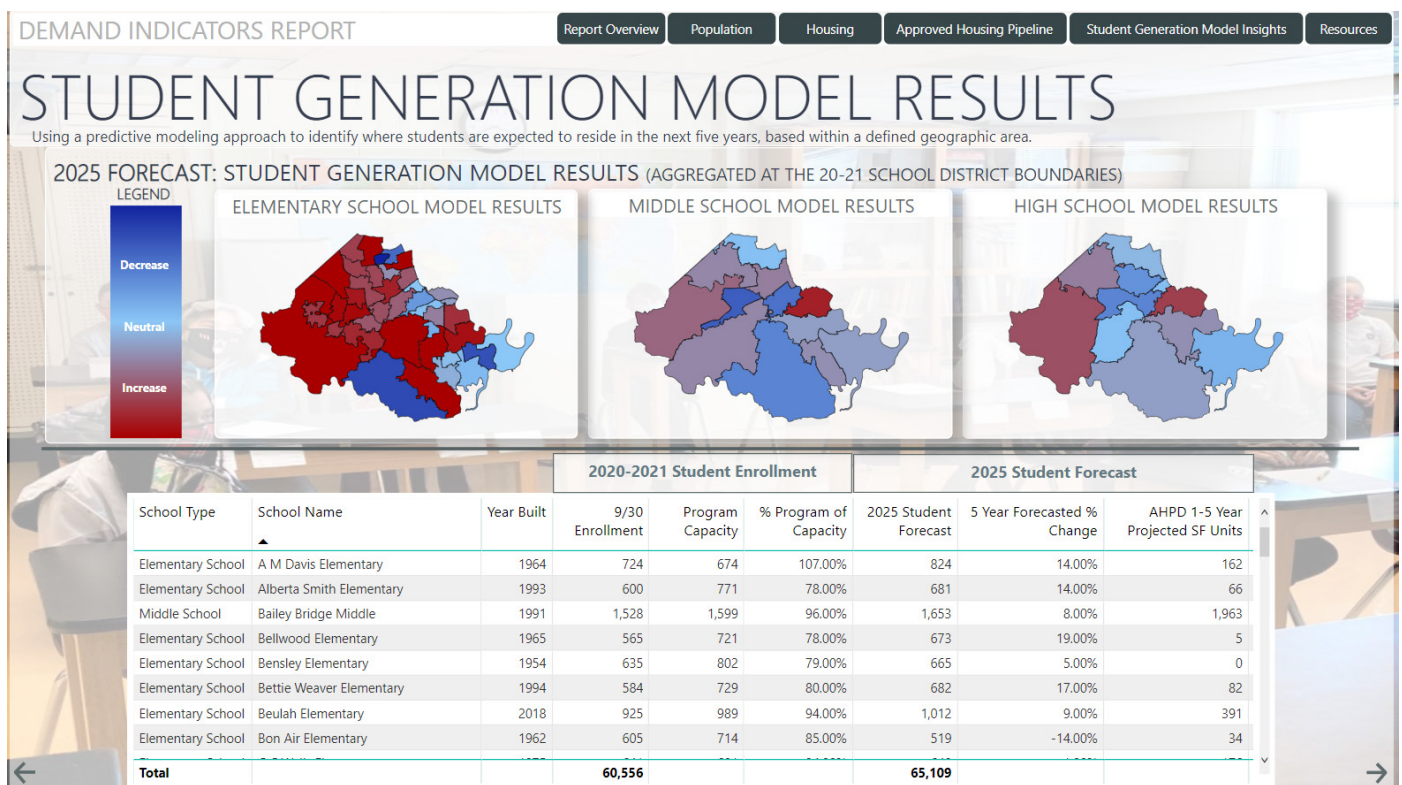 DEMAND INDICATORS REPORT
Report Overview
Population
Housing
Approved Housing Pipeline
Student Generation Model Insights
Resources
STUDENT GENERATION MODEL RESULTS
Using a predictive modeling approach to identify where students are expected to reside in the next five years, based within a defined geographic area.
2025 FORECAST: STUDENT GENERATION MODEL RESULTS (AGGREGATED AT THE 20-21 SCHOOL DISTRICT BOUNDARIES)
LEGEND
Decrease
Neutral
Increase
ELEMENTARY SCHOOL MODEL RESULTS
MIDDLE SCHOOL MODEL RESULTS
HIGH SCHOOL MODEL RESULTS
2020-2021 Student Enrollment
2025 Student Forecast
School Type School Name Year Built 9/30 Enrollment Program Capacity % Program of Capacity 2025 Student Forecast 5 Year Forecasted % Change AHPD 1-5 Year Projected SF Units
Elementary School A M Davis Elementary 1964 724 674 107.00% 824 14.00% 162
Elementary School Alberta Smith Elementary 1993 600 771 78.00% 681 14.00% 66
Middle School Bailey Bridge Middle 1991 1,528 1,599 96.00% 1,653 8.00% 1,963
Elementary School Bellwood Elementary 1965 565 721 78.00% 673 19.00% 5
Elementary School Bensley Elementary 1954 635 802 79.00% 665 5.00% 0
Elementary School Bettie Weaver Elementary 1994 584 729 80.00% 682 17.00% 82
Elementary School Beulah Elementary 2018 925 989 94.00% 1,012 9.00% 391
Elementary School Bon Air Elementary 1962 605 714 85.00% 519 -14.00% 34
Total 60,556 65,109